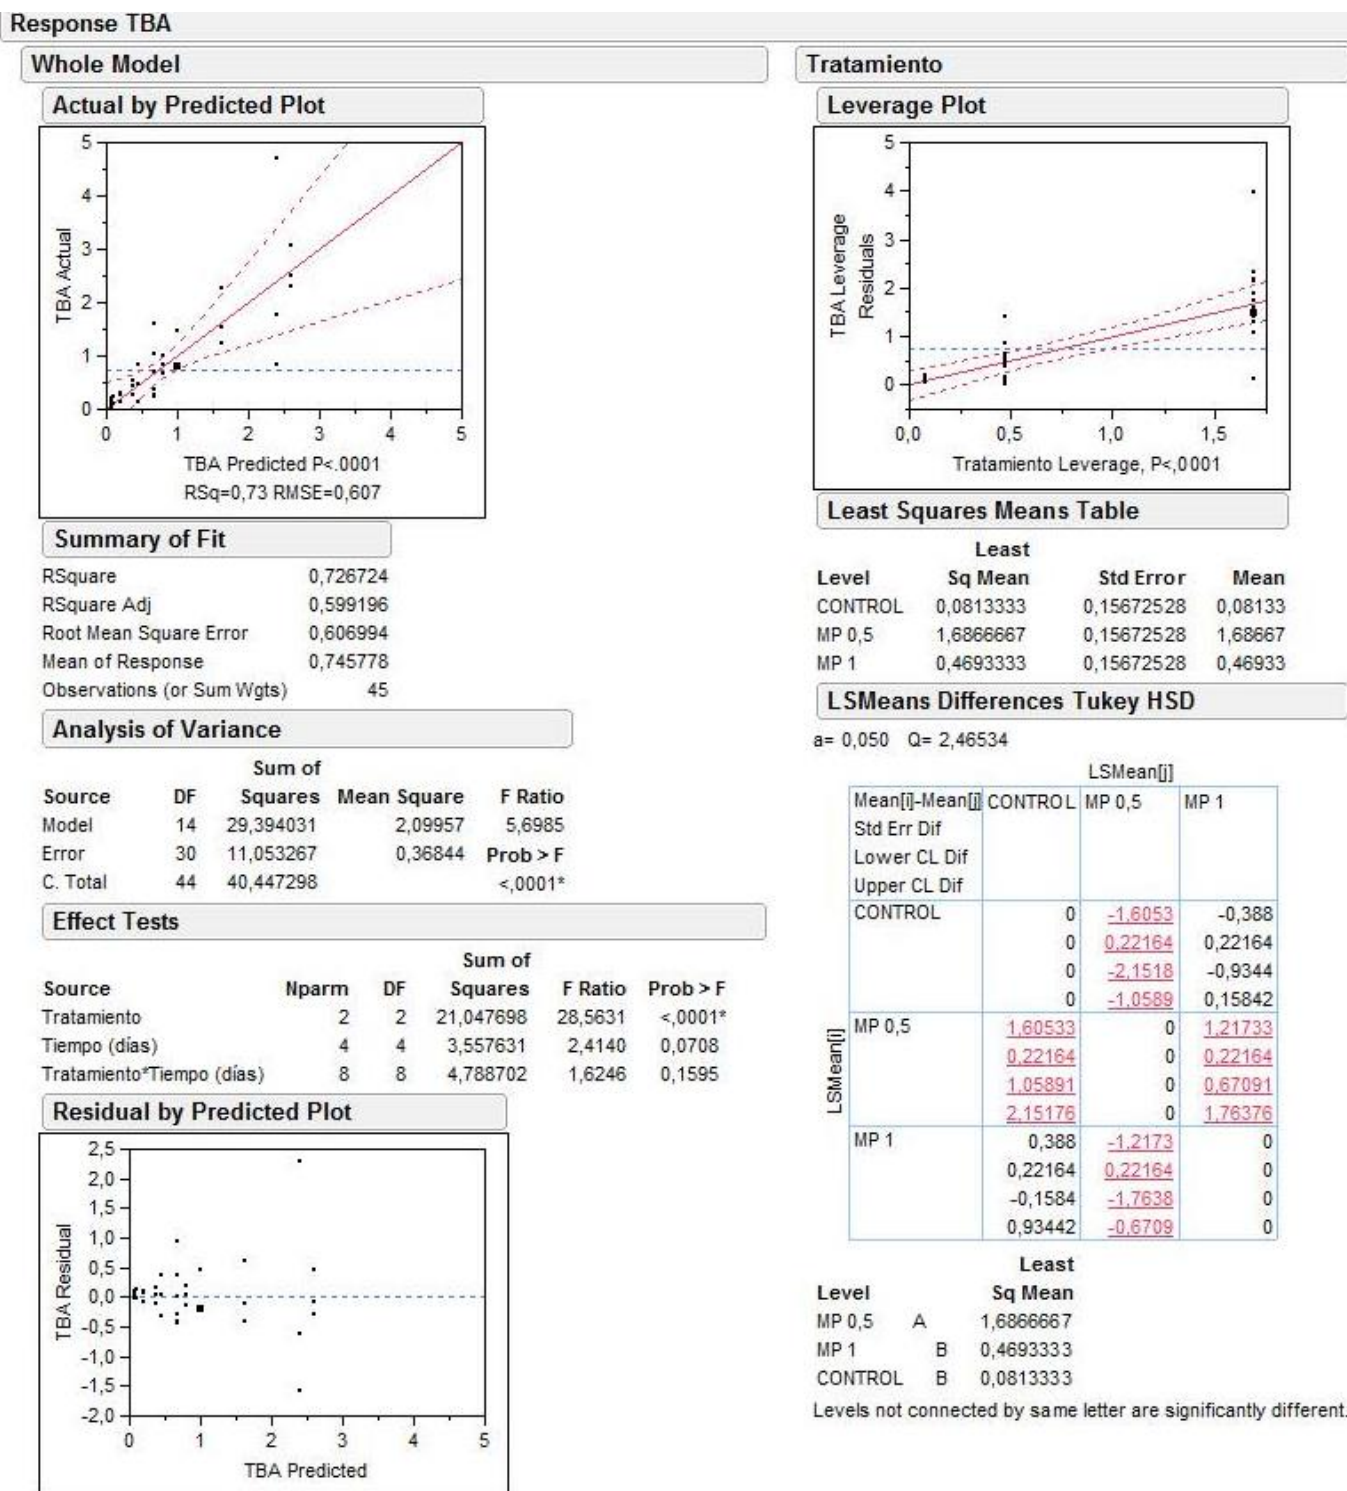 Response TBA
Whole Model
Actual by Predicted Plot
5
4
3
2
1
0
TBA Actual
0 1 2 3 4 5
TBA Predicted P<.0001
RSq=0,73 RMSE=0,607
Summary of Fit
RSquare 0,726724
RSquare Adj 0,599196
Root Mean Square Error 0,606994
Mean of Response 0,745778
Observations (or Sum Wgts) 45
Analysis of Variance
Sum of
Source DF Squares Mean Square F Ratio
Model 14 29,394031 2,09957 5,6985
Error 30 11,053267 0,36844 Prob > F
C. Total 44 40,447298 <,0001*
Effect Tests
Sum of
Source Nparm DF Squares F Ratio Prob > F
Tratamiento 2 2 21,047698 28,5631 <,0001*
Tiempo (días) 4 4 3,557631 2,4140 0,0708
Tratamiento*Tiempo (días) 8 8 4,788702 1,6246 0,1595
Residual by Predicted Plot
2,5
2,0
1,5
1,0
0,5
0,0
-0,5
-1,0
-1,5
-2,0
TBA Residual
0 1 2 3 4 5
TBA Predicted
Tratamiento
Leverage Plot
5
4
3
2
1
0
TBA Leverage
Residuals
0,0 0,5 1,0 1,5
Tratamiento Leverage, P<,0001
Least Squares Means Table
Least
Level Sq Mean Std Error Mean
CONTROL 0,0813333 0,15672528 0,08133
MP 0,5 1,6866667 0,15672528 1,68667
MP 1 0,4693333 0,15672528 0,46933
LSMeans Differences Tukey HSD
a= 0,050 Q= 2,46534
LSMean[j]
Mean[i]-Mean[j] CONTROL MP 0,5 MP 1
Std Err Dif
Lower CL Dif
Upper CL Dif
LSMean[i]
CONTROL 0 -1,6053 -0,388
0 0,22164 0,22164
0 -2,1518 -0,9344
0 -1,0589 0,15842
MP 0,5 1,60533 0 1,21733
0,22164 0 0,22164
1,05891 0 0,67091
2,15176 0 1,76376
MP 1 0,388 -1,2173 0
0,22164 0,22164 0
-0,1584 -1,7638 0
0,93442 -0,6709 0
Least
Level Sq Mean
MP 0,5 A 1,6866667
MP 1 B 0,4693333
CONTROL B 0,0813333
Levels not connected by same letter are significantly different.